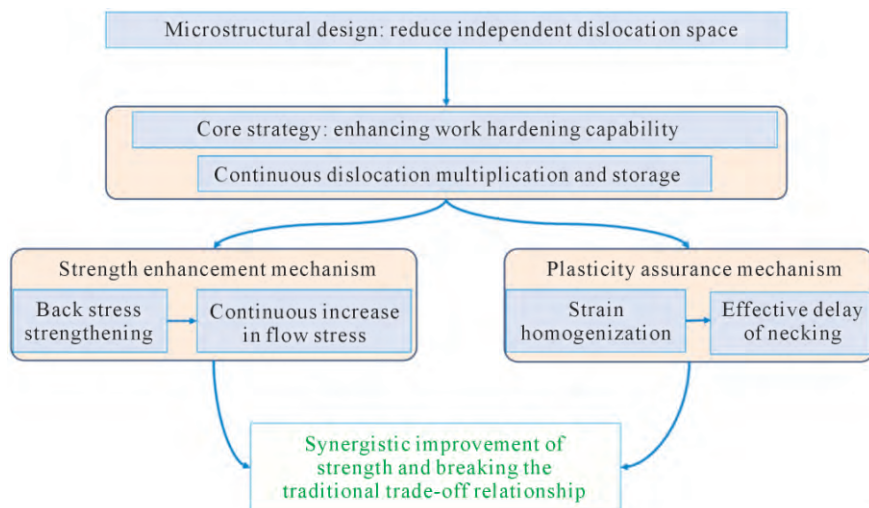 Microstructural design: reduce independent dislocation space
Core strategy: enhancing work hardening capability
Continuous dislocation multiplication and storage
Strength enhancement mechanism
Back stress
strengthening
Continuous increase
in flow stress
Plasticity assurance mechanism
Strain
homogenization
Effective delay
of necking
Synergistic improvement of
strength and breaking the
traditional trade-off relationship